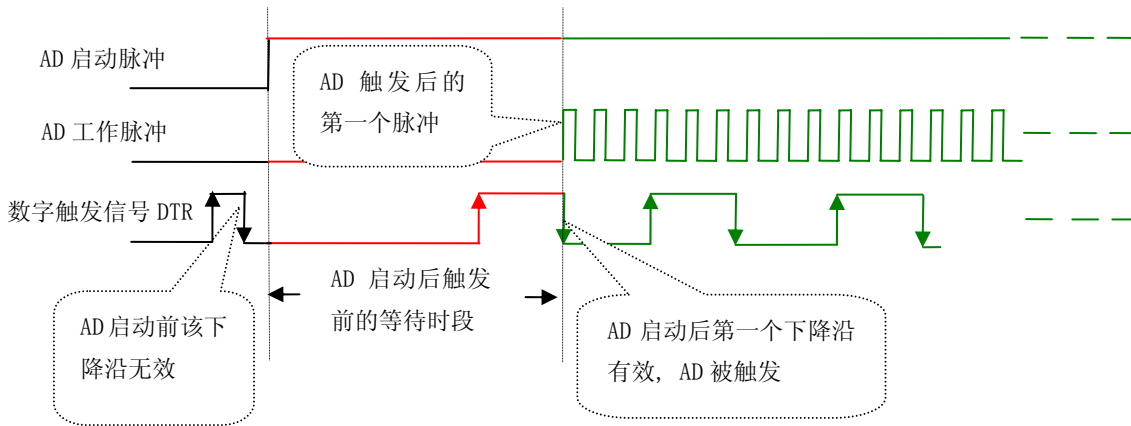 AD 启动脉冲
AD 触发后的
第一个脉冲
AD 工作脉冲
数字触发信号 DTR
AD 启动后触发
前的等待时段
AD 启动前该下
降沿无效
AD 启动后第一个下降沿
有效, AD 被触发